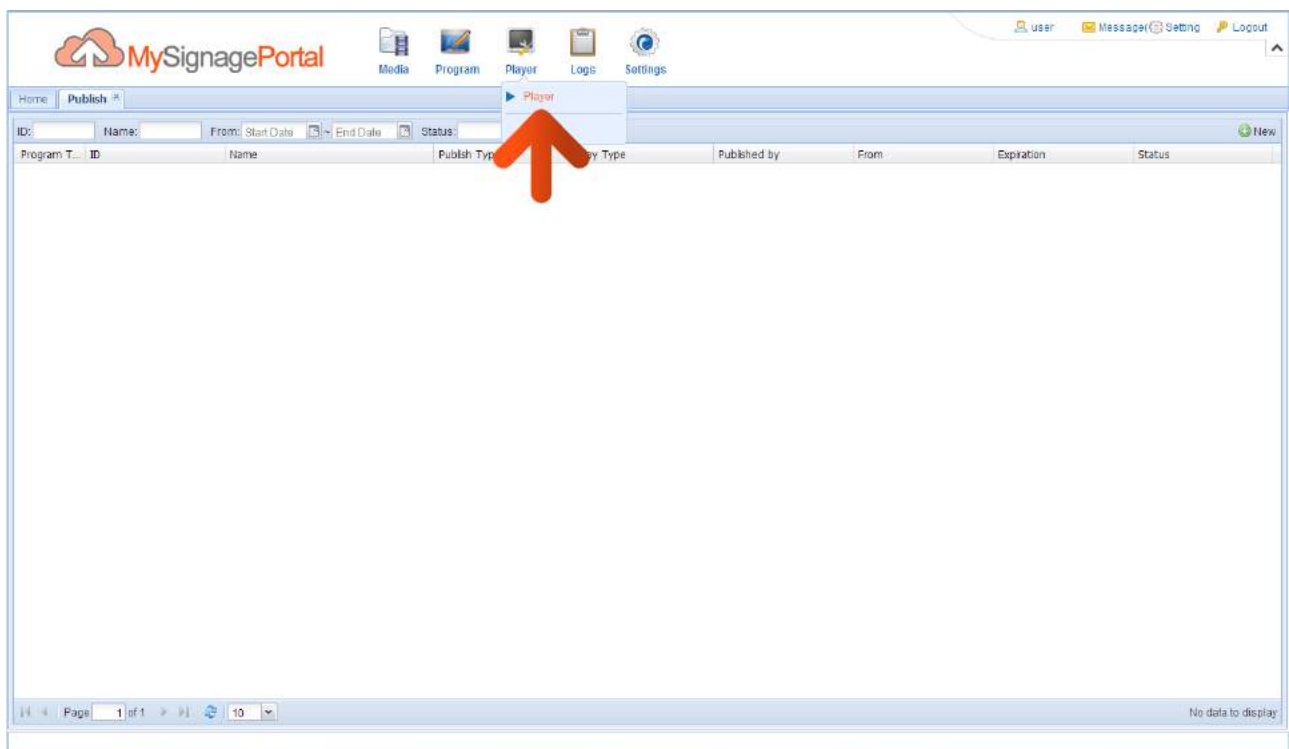 user Message( Setting Logout
MySignagePortal
Media Program Player Logs Settings
Home Publish
Player
ID: Name: From: Start Date ~ End Date Status: New
Program T... ID Name Publish Typ Type Published by From Expiration Status
Page 1 of 1 10 No data to display